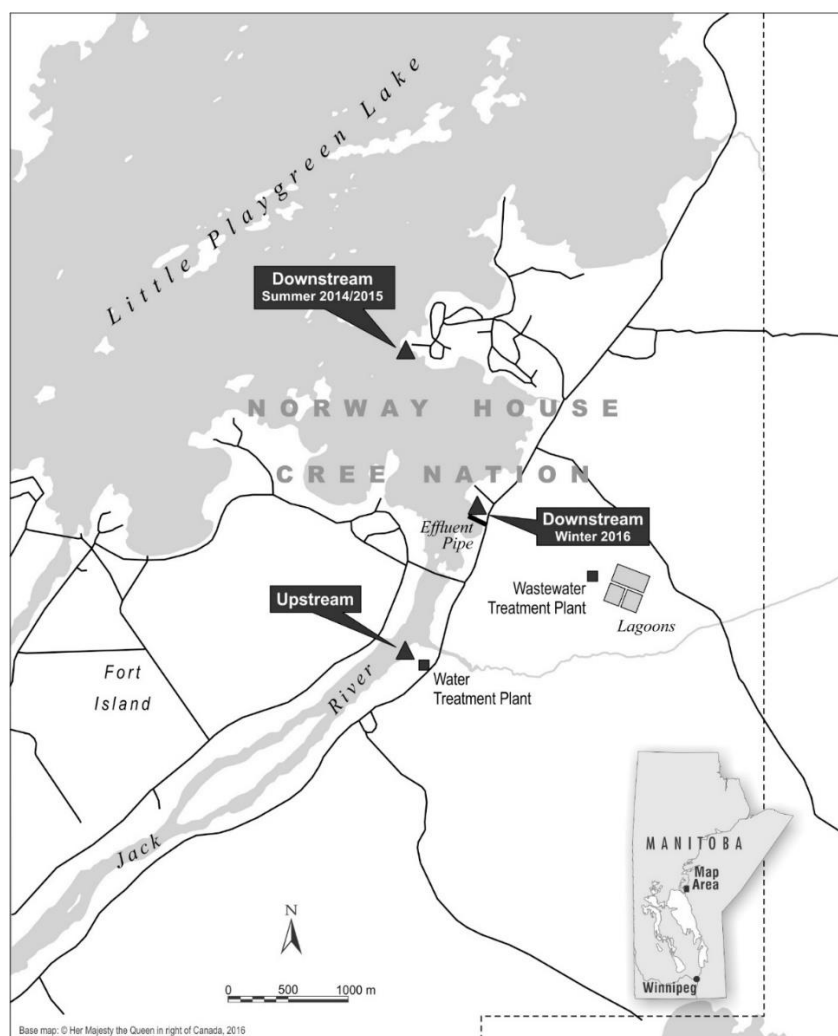 Little Playgreen Lake
Downstream
Summer 2014/2015
NORWAY HOUSE
CREE NATION
Effluent
Pipe
Downstream
Winter 2016
Wastewater
Treatment Plant
Lagoons
Upstream
Fort
Island
Water
Treatment Plant
Jack River
MANITOBA
Map
Area
Winnipeg
N
0 500 1000 m
Base map: © Her Majesty the Queen in right of Canada, 2016